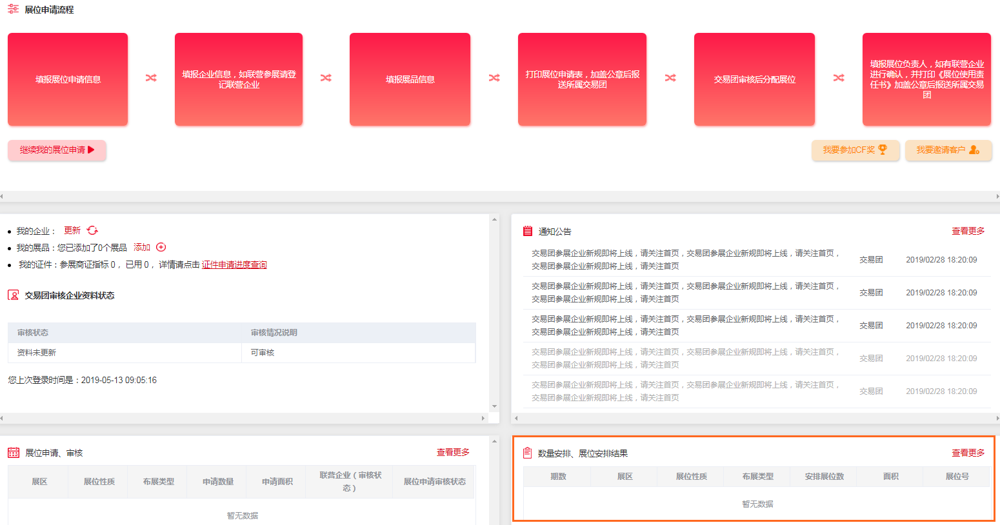 展位申请流程
填报展位申请信息
填报企业信息，如联营参展请登
记联营企业
填报展品信息
打印展位申请表，加盖公章后报
送所属交易团
交易团审核后分配展位
填报展位负责人，如有联营企业
进行确认，并打印《展位使用责
任书》加盖公章后报送所属交易
团
继续我的展位申请
我要参加CF奖
我要邀请客户
我的企业： 更新
我的展品：您已添加了0个展品 添加
我的证件：参展商证指标 0 ，已用 0 ，详情请点击 证件申请进度查询
交易团审核企业资料状态
审核状态 审核情况说明
资料未更新 可审核
您上次登录时间是：2019-05-13 09:05:16
通知公告 查看更多
交易团参展企业新规即将上线，请关注首页，交易团参展企业新规即将上线，请关注首页，
交易团参展企业新规即将上线，请关注首页
交易团 2019/02/28 18:20:09
交易团参展企业新规即将上线，请关注首页，交易团参展企业新规即将上线，请关注首页，
交易团参展企业新规即将上线，请关注首页
交易团 2019/02/28 18:20:09
交易团参展企业新规即将上线，请关注首页，交易团参展企业新规即将上线，请关注首页，
交易团参展企业新规即将上线，请关注首页
交易团 2019/02/28 18:20:09
交易团参展企业新规即将上线，请关注首页，交易团参展企业新规即将上线，请关注首页，
交易团参展企业新规即将上线，请关注首页
交易团 2019/02/28 18:20:09
交易团参展企业新规即将上线，请关注首页，交易团参展企业新规即将上线，请关注首页，
交易团参展企业新规即将上线，请关注首页
交易团 2019/02/28 18:20:09
展位申请、审核 查看更多
展区 展位性质 布展类型 申请数量 申请面积 联营企业（审核状
态） 展位申请审核状态
暂无数据
数量安排、展位安排结果 查看更多
期数 展区 展位性质 布展类型 安排展位数 面积 展位号
暂无数据